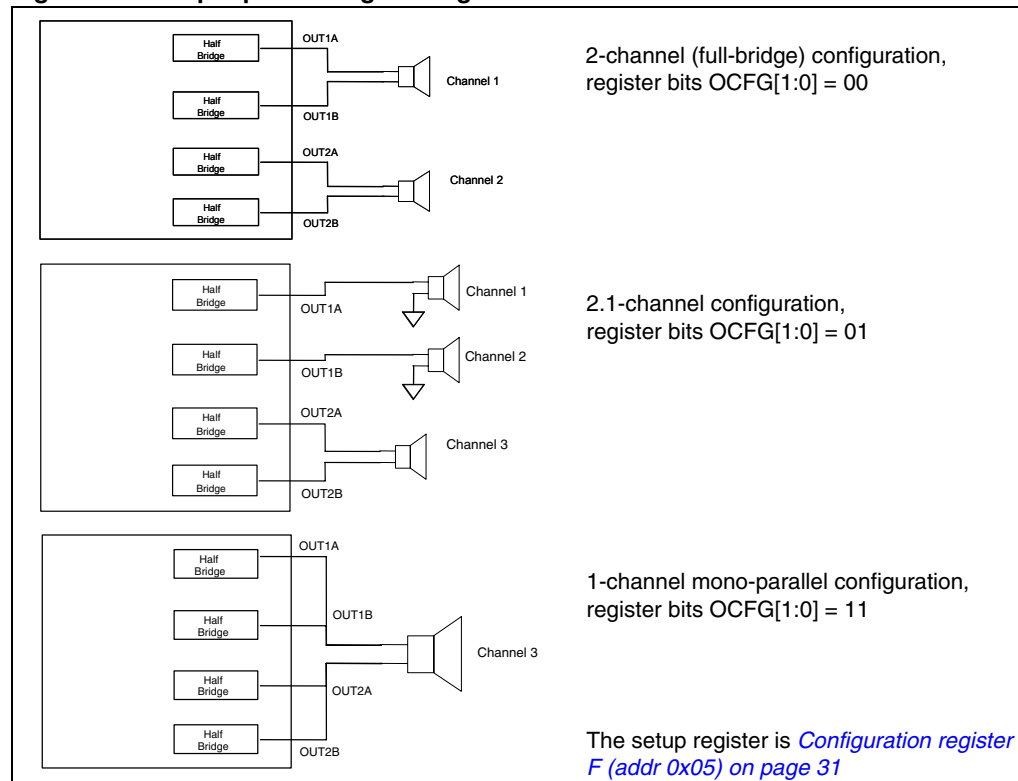 Half
Bridge
OUT1A
Channel 1
Half
Bridge
OUT1B
Half
Bridge
OUT2A
Channel 2
Half
Bridge
OUT2B
2-channel (full-bridge) configuration,
register bits OCFG[1:0] = 00
Half
Bridge
OUT1A
Channel 1
Half
Bridge
OUT1B
Channel 2
Half
Bridge
OUT2A
Channel 3
Half
Bridge
OUT2B
2.1-channel configuration,
register bits OCFG[1:0] = 01
Half
Bridge
OUT1A
Half
Bridge
OUT1B
Channel 3
Half
Bridge
OUT2A
Half
Bridge
OUT2B
1-channel mono-parallel configuration,
register bits OCFG[1:0] = 11
The setup register is Configuration register
F (addr 0x05) on page 31